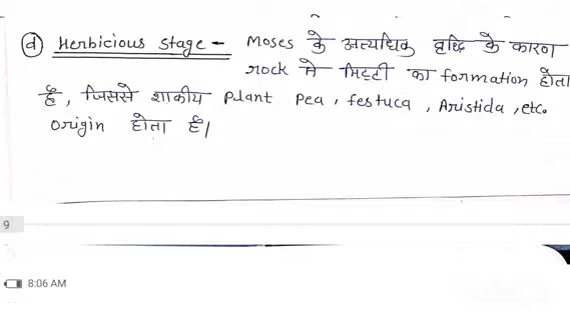 (d) Herbicious Stage - Moses के अत्यधिक वृद्धि के कारण
rock मे मिट्टी का formation होता
है, जिससे शाकीय plant Pea, festuca, Aristida, etc.
Origin होता है।
9
8:06 AM